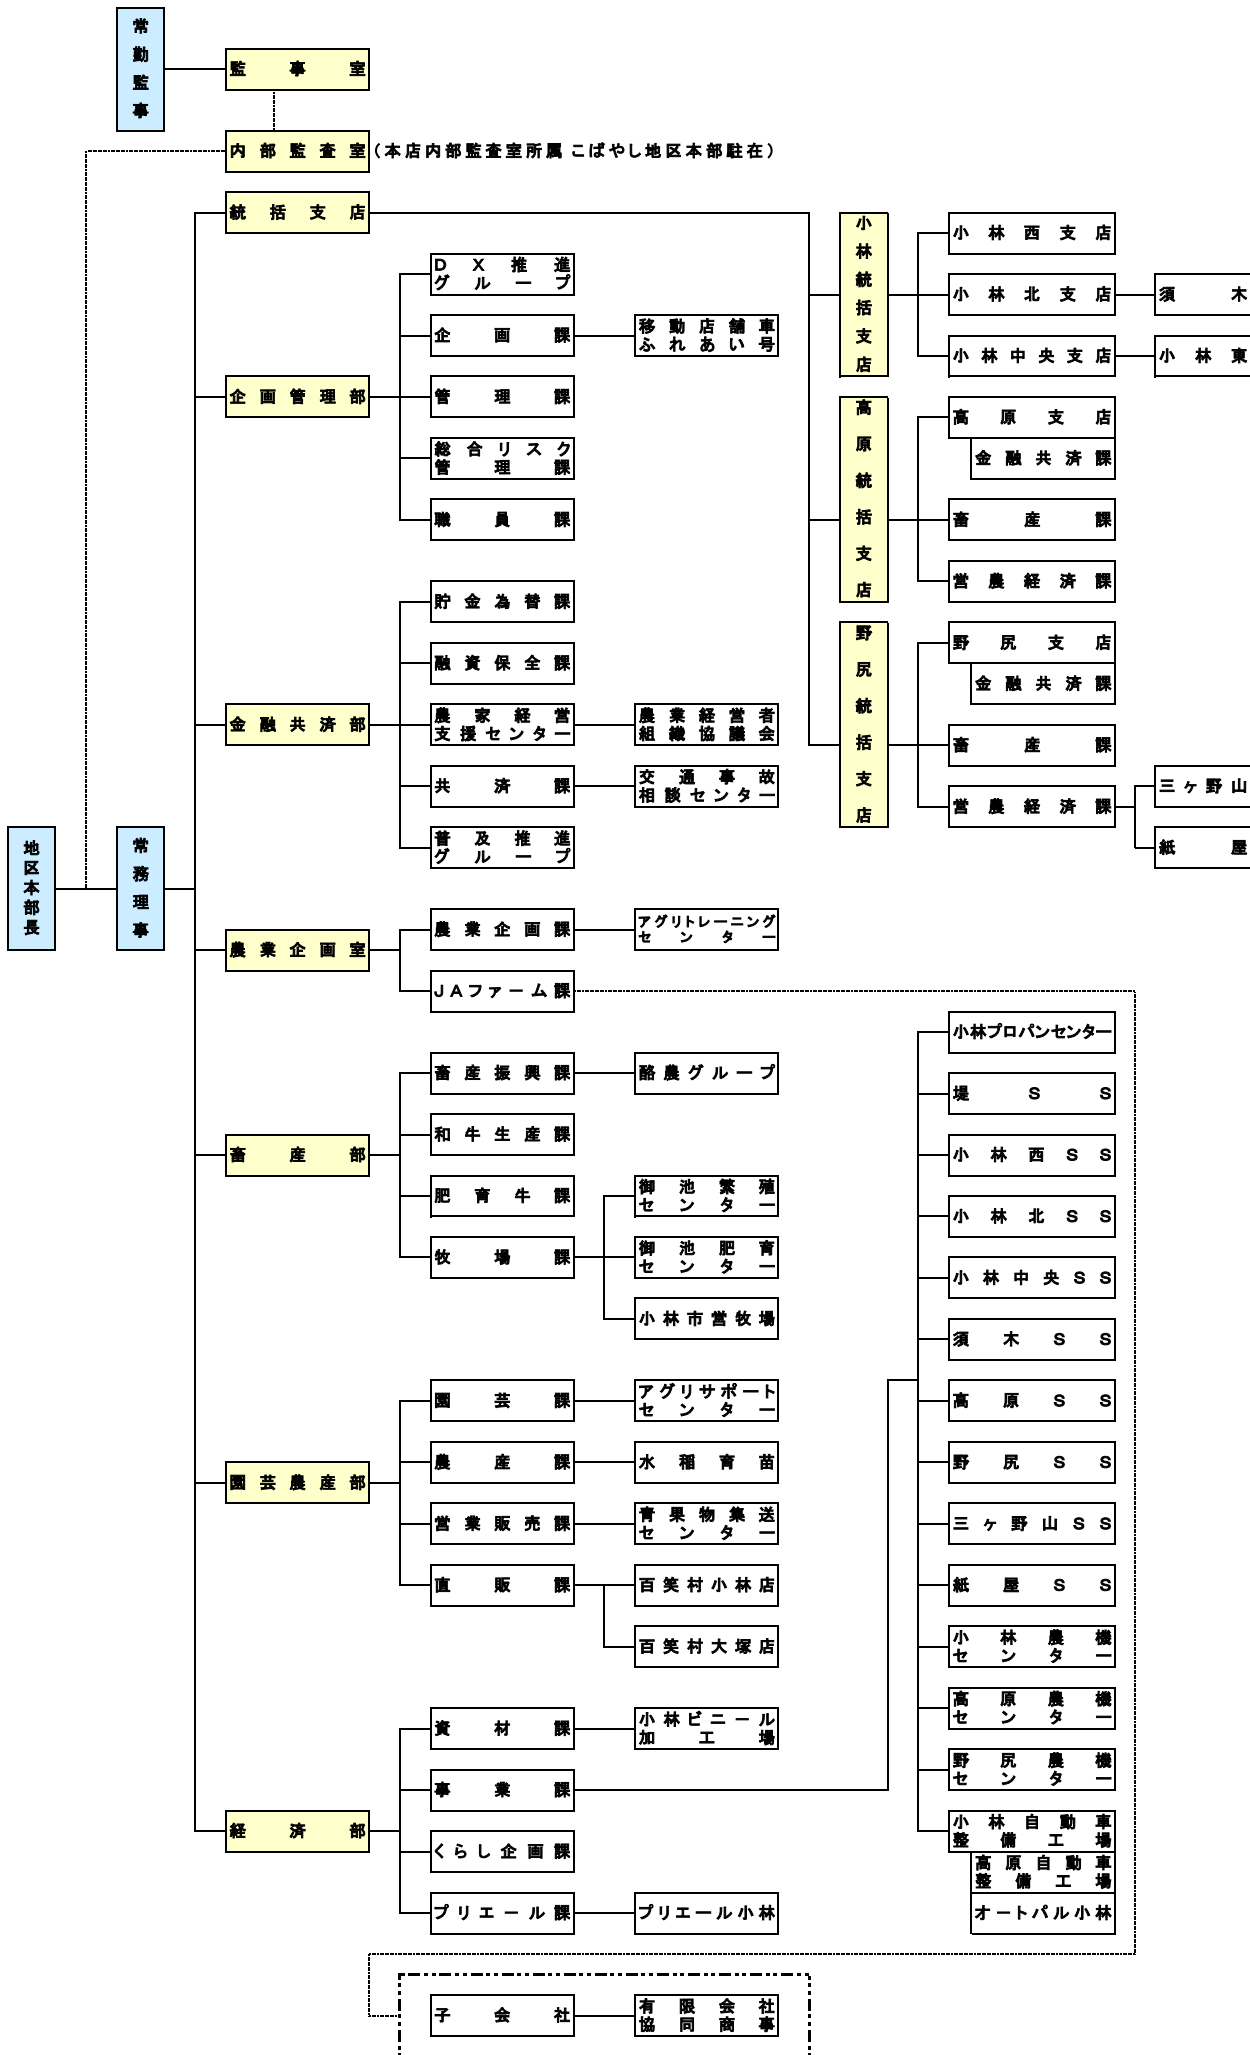 常勤監事
監事室
内部監査室（本店内部監査室所属 こばやし地区本部駐在）
地区本部長
常務理事
統括支店
小林統括支店
小林西支店
小林北支店
須木
小林中央支店
小林東
高原統括支店
高原支店
金融共済課
畜産課
営農経済課
野尻統括支店
野尻支店
金融共済課
畜産課
営農経済課
三ヶ野山
紙屋
企画管理部
ＤＸ推進
グループ
企画課
移動店舗車
ふれあい号
管理課
総合リスク
管理課
職員課
金融共済部
貯金為替課
融資保全課
農家経営
支援センター
農業経営者
組織協議会
共済課
交通事故
相談センター
普及推進
グループ
農業企画室
農業企画課
アグリトレーニング
センター
ＪＡファーム課
畜産部
畜産振興課
酪農グループ
和牛生産課
肥育牛課
牧場課
御池繁殖
センター
御池肥育
センター
小林市営牧場
園芸農産部
園芸課
アグリサポート
センター
農産課
水稲育苗
営業販売課
青果物集送
センター
直販課
百笑村小林店
百笑村大塚店
経済部
資材課
小林ビニール
加工場
事業課
くらし企画課
プリエール課
プリエール小林
小林プロパンセンター
堤ＳＳ
小林西ＳＳ
小林北ＳＳ
小林中央ＳＳ
須木ＳＳ
高原ＳＳ
野尻ＳＳ
三ヶ野山ＳＳ
紙屋ＳＳ
小林農機
センター
高原農機
センター
野尻農機
センター
小林自動車
整備工場
高原自動車
整備工場
オートパル小林
子会社
有限会社
協同商事